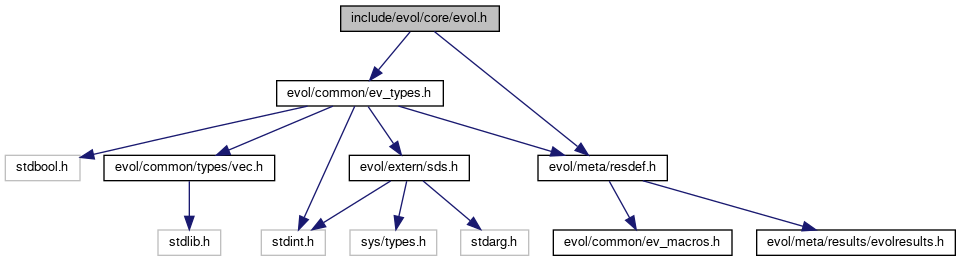 include/evol/core/evol.h
evol/common/ev_types.h
stdbool.h
evol/common/types/vec.h
evol/extern/sds.h
evol/meta/resdef.h
stdlib.h
stdint.h
sys/types.h
stdarg.h
evol/common/ev_macros.h
evol/meta/results/evolresults.h